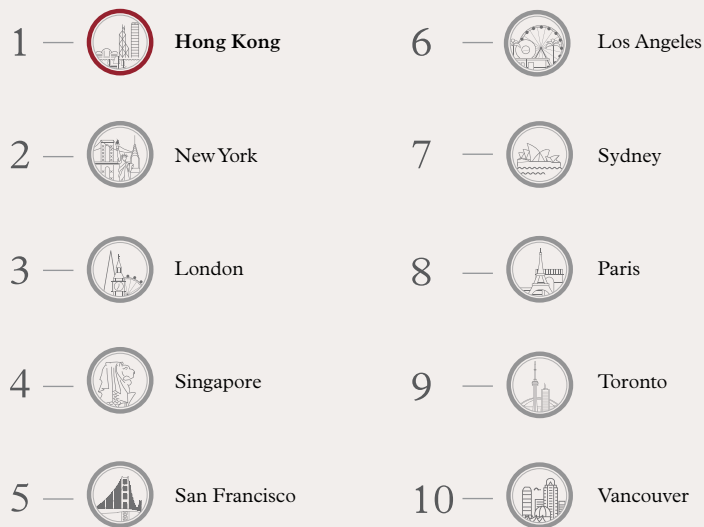 1 Hong Kong
2 New York
3 London
4 Singapore
5 San Francisco
6 Los Angeles
7 Sydney
8 Paris
9 Toronto
10 Vancouver